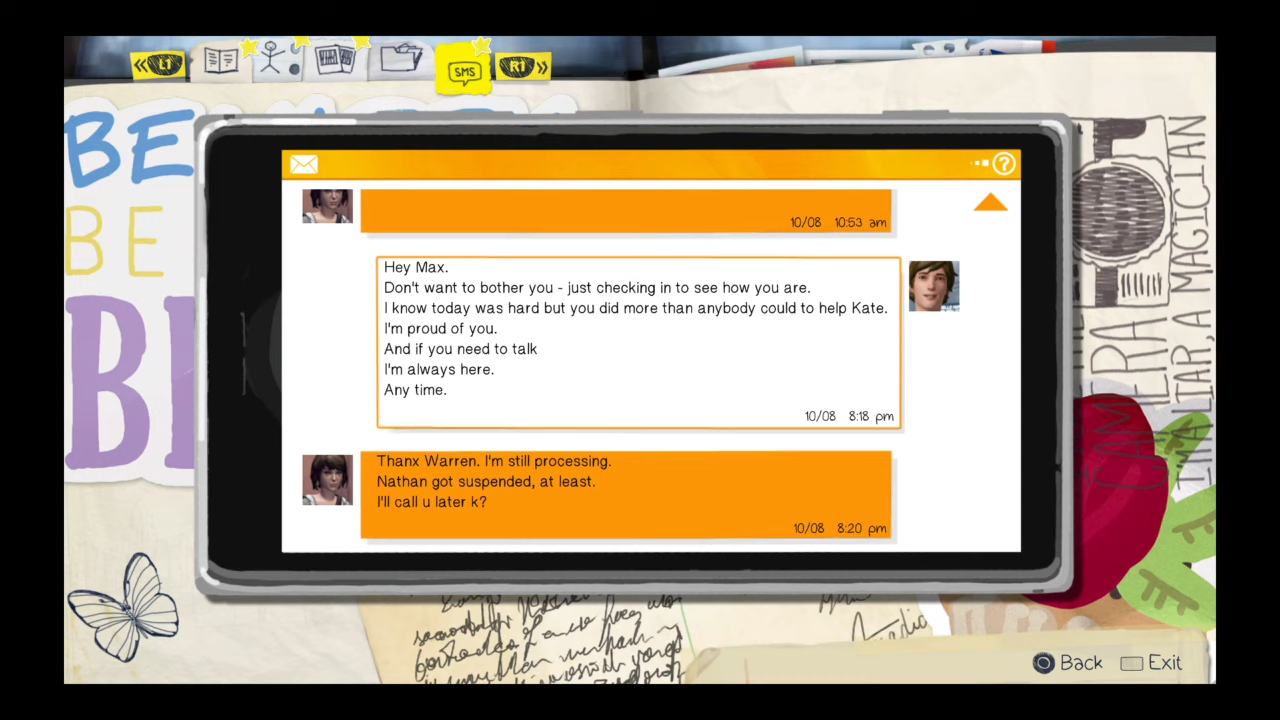 LT
SMS
R1
BE
BE
10/08 10:53 am
Hey Max.
Don't want to bother you - just checking in to see how you are.
I know today was hard but you did more than anybody could to help Kate.
I'm proud of you.
And if you need to talk
I'm always here.
Any time.
10/08 8:18 pm
Thanx Warren. I'm still processing.
Nathan got suspended, at least.
I'll call u later k?
10/08 8:20 pm
CAMERA
A MAGICIAN
Back
Exit